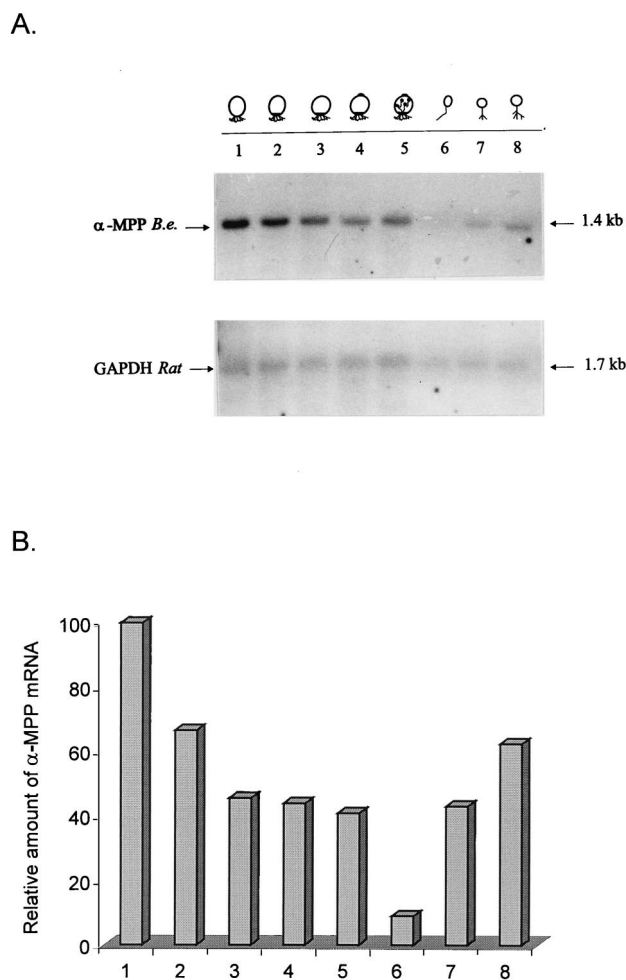 A.
1 2 3 4 5 6 7 8
α-MPP B.e. 1.4 kb
GAPDH Rat 1.7 kb
B.
Relative amount of α-MPP mRNA
100
80
60
40
20
0
1 2 3 4 5 6 7 8